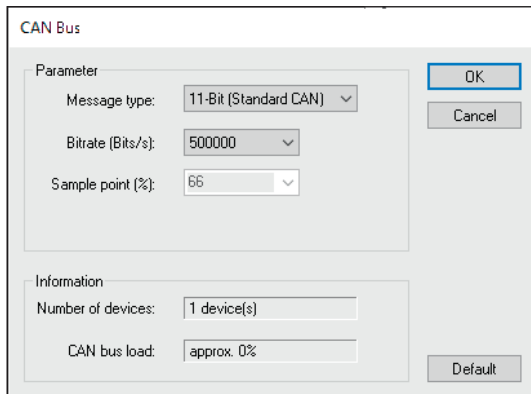 CAN Bus
Parameter
Message type: 11-Bit (Standard CAN)
Bitrate (Bits/s): 500000
Sample point (%): 66
OK
Cancel
Information
Number of devices: 1 device(s)
CAN bus load: approx. 0%
Default